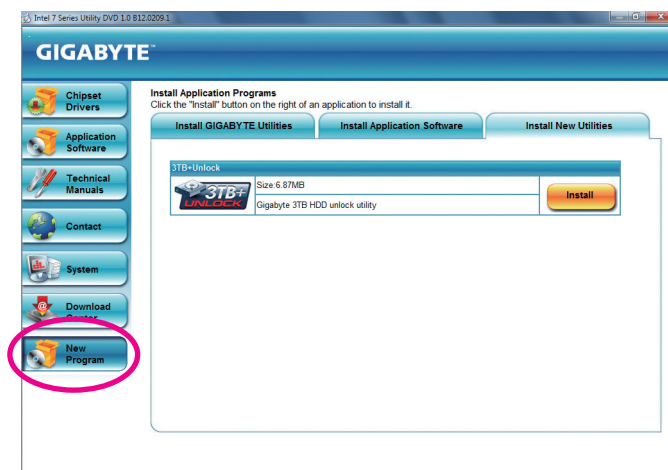 Intel 7 Series Utility DVD 1.0 B12.0209.1
GIGABYTE™
Chipset
Drivers
Application
Software
Technical
Manuals
Contact
System
Download
Center
New
Program
Install Application Programs
Click the "Install" button on the right of an application to install it.
Install GIGABYTE Utilities
Install Application Software
Install New Utilities
3TB+Unlock
3TB+
UNLOCK
Size:6.87MB
Gigabyte 3TB HDD unlock utility
Install